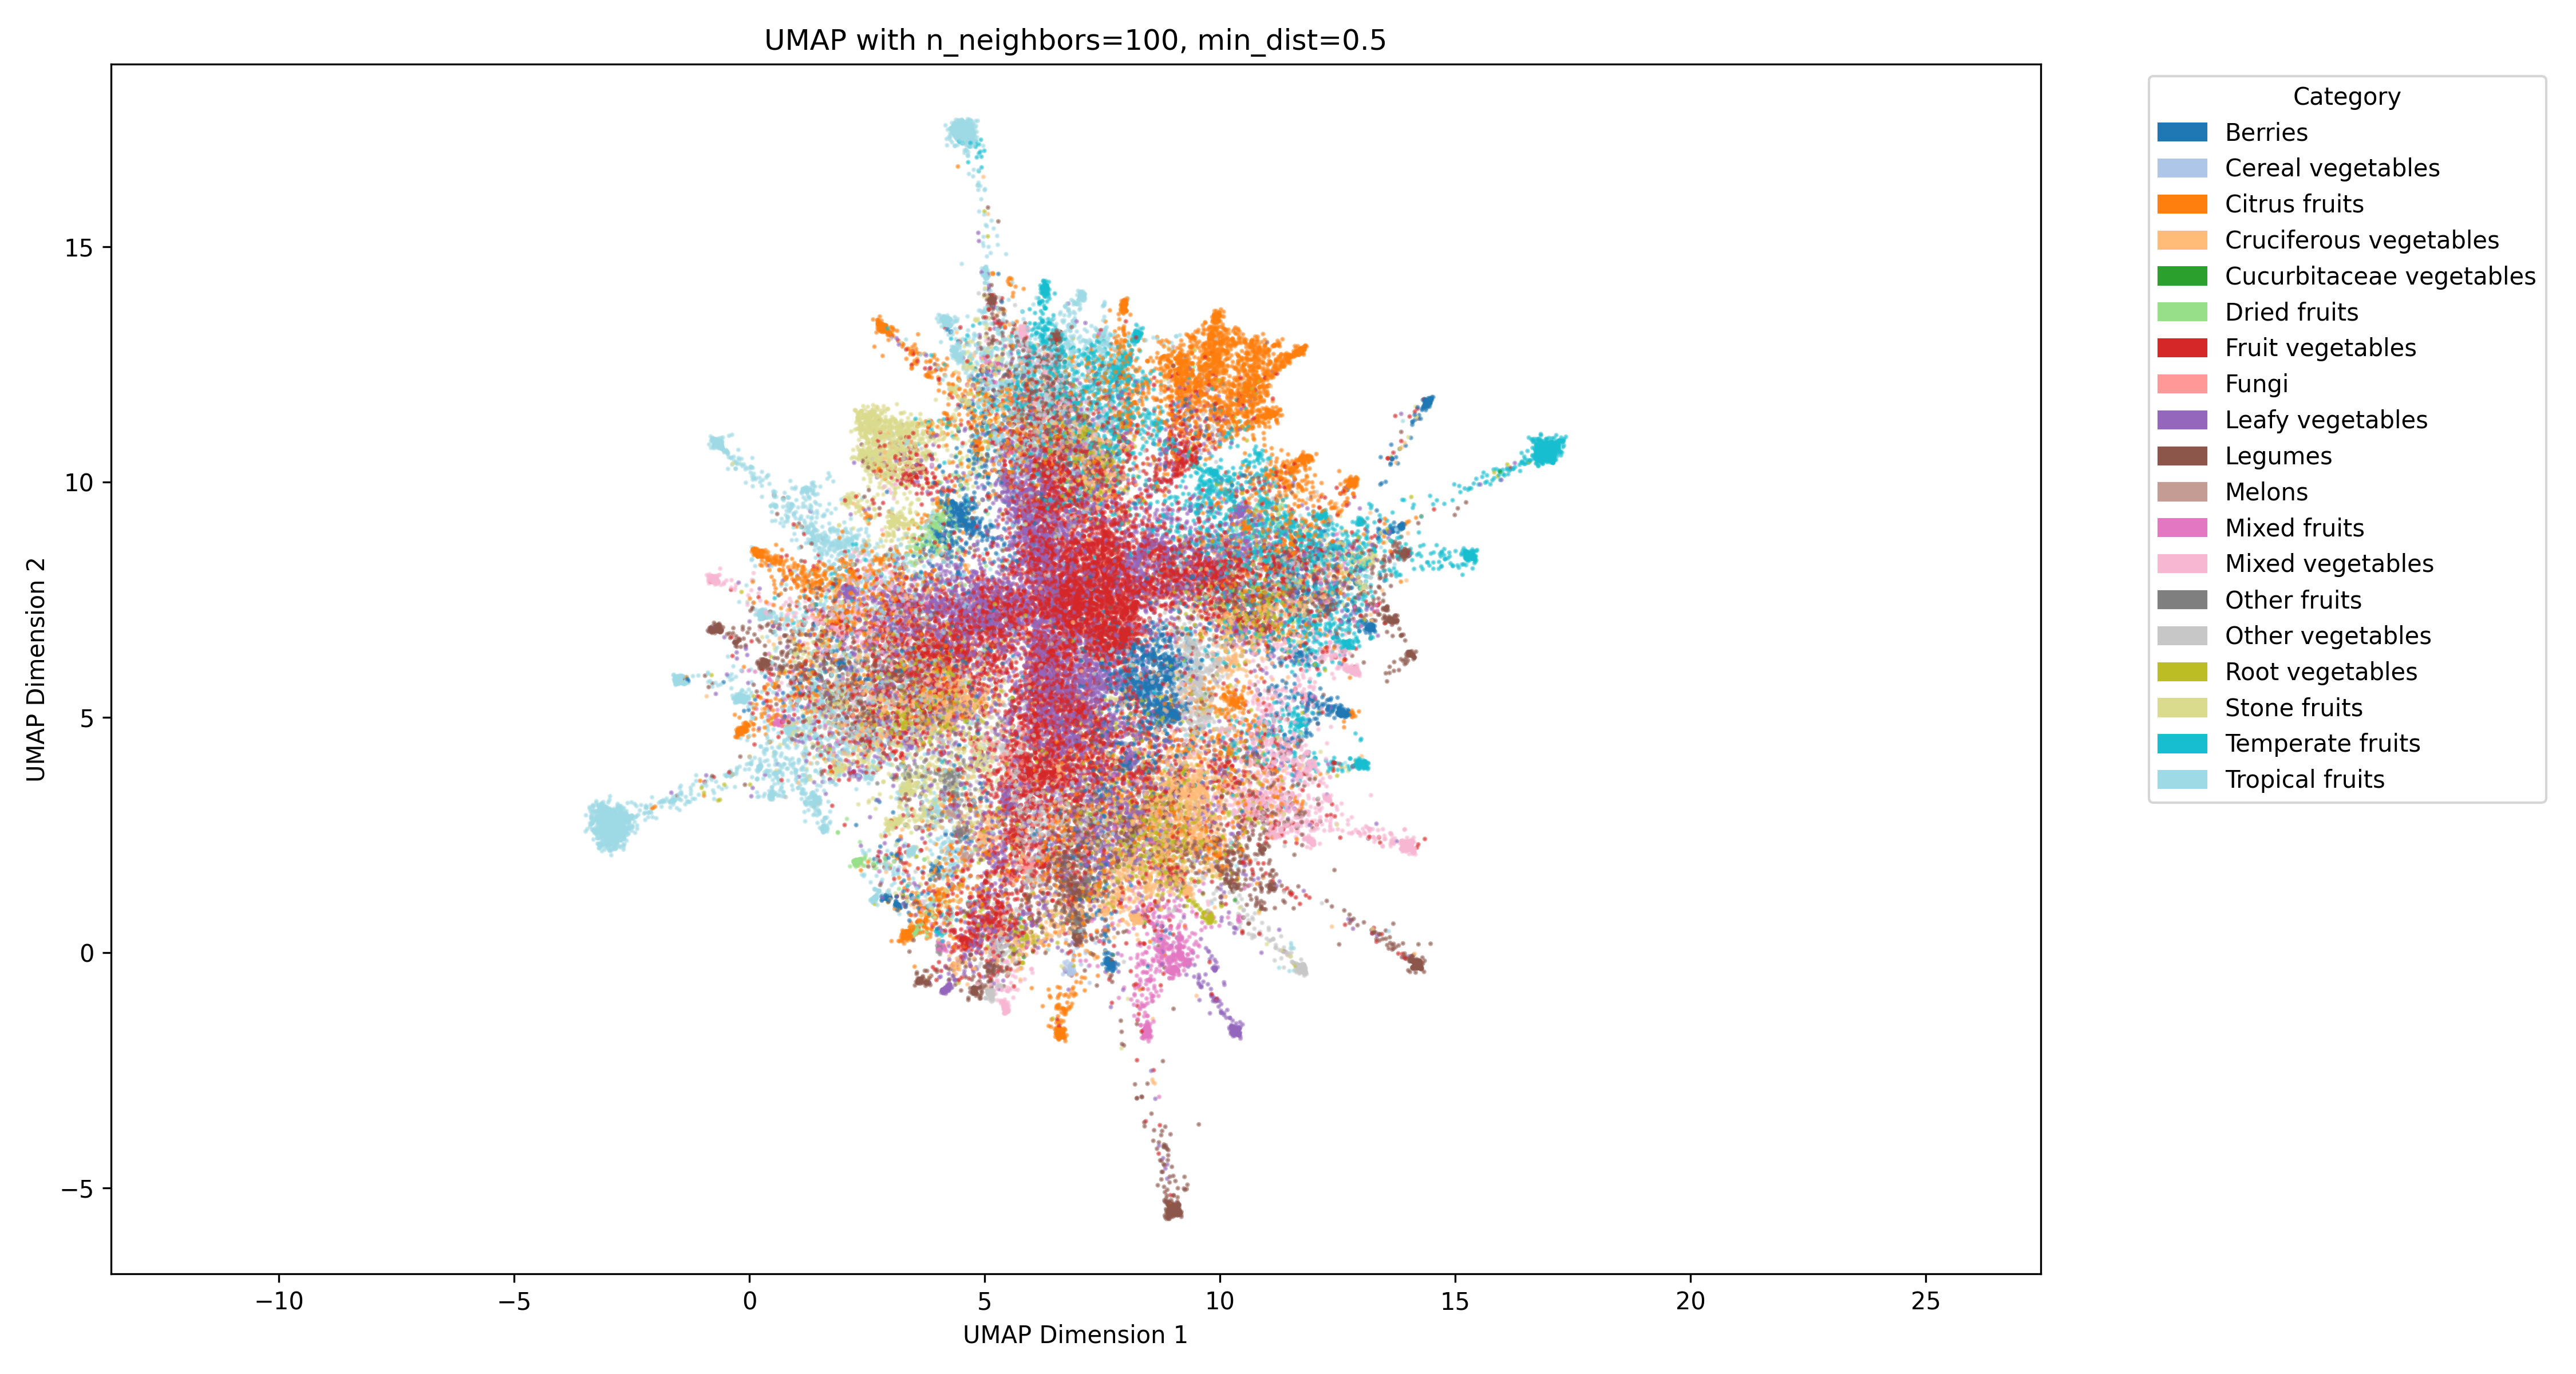 UMAP with n_neighbors=100, min_dist=0.5
UMAP Dimension 2
15
10
5
0
−5
−10
−5
0
5
10
15
20
25
UMAP Dimension 1
Category
Berries
Cereal vegetables
Citrus fruits
Cruciferous vegetables
Cucurbitaceae vegetables
Dried fruits
Fruit vegetables
Fungi
Leafy vegetables
Legumes
Melons
Mixed fruits
Mixed vegetables
Other fruits
Other vegetables
Root vegetables
Stone fruits
Temperate fruits
Tropical fruits